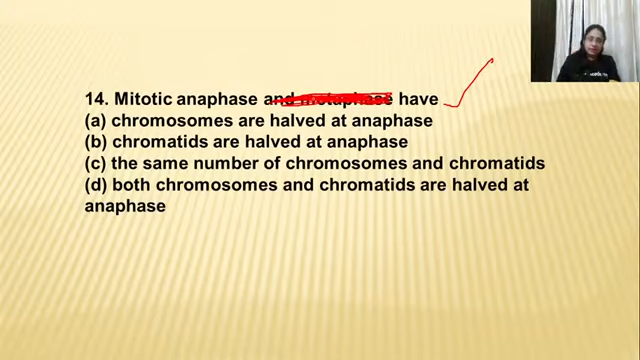 14. Mitotic anaphase and metaphase have
(a) chromosomes are halved at anaphase
(b) chromatids are halved at anaphase
(c) the same number of chromosomes and chromatids
(d) both chromosomes and chromatids are halved at
anaphase